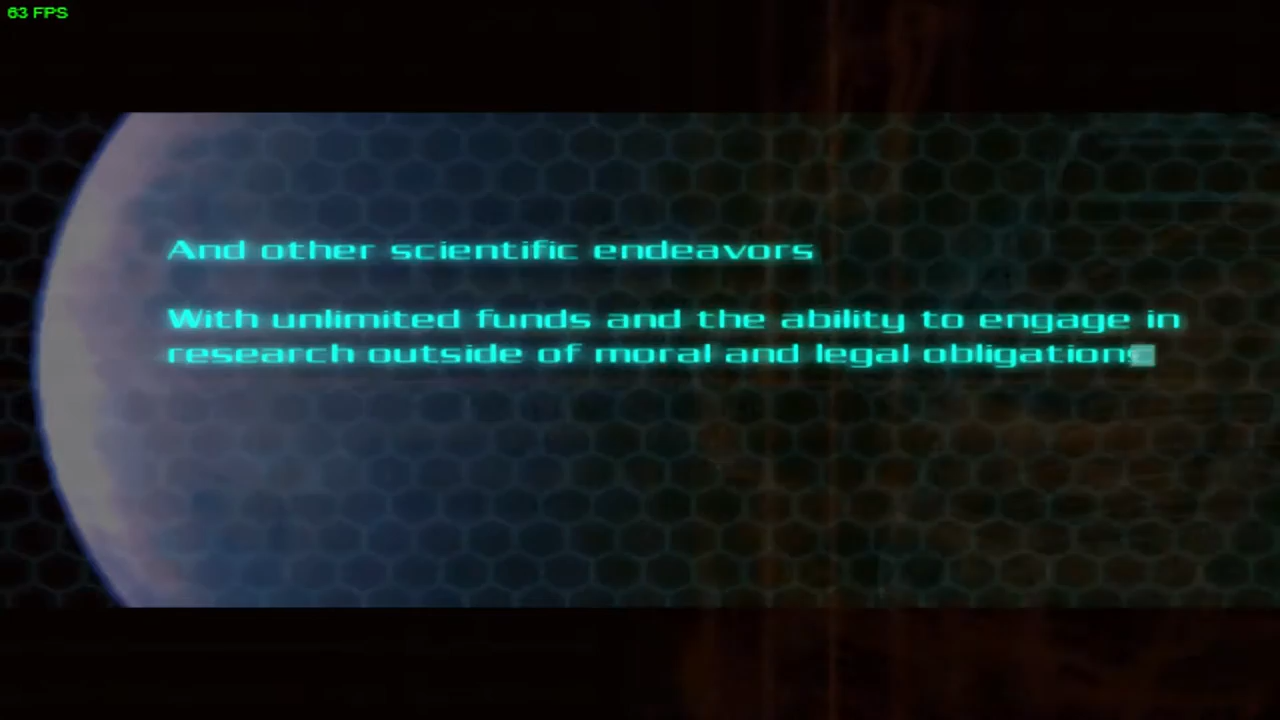 63 FPS
And other scientific endeavors
With unlimited funds and the ability to engage in
research outside of moral and legal obligations